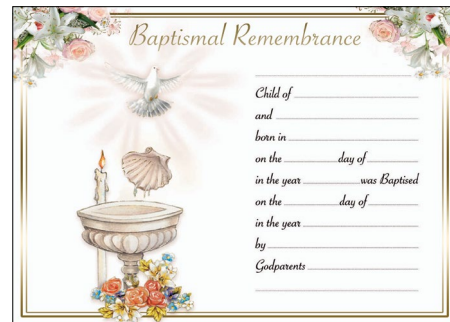 Baptismal Remembrance
Child of
and
born in
on the day of
in the year was Baptised
on the day of
in the year
by
Godparents